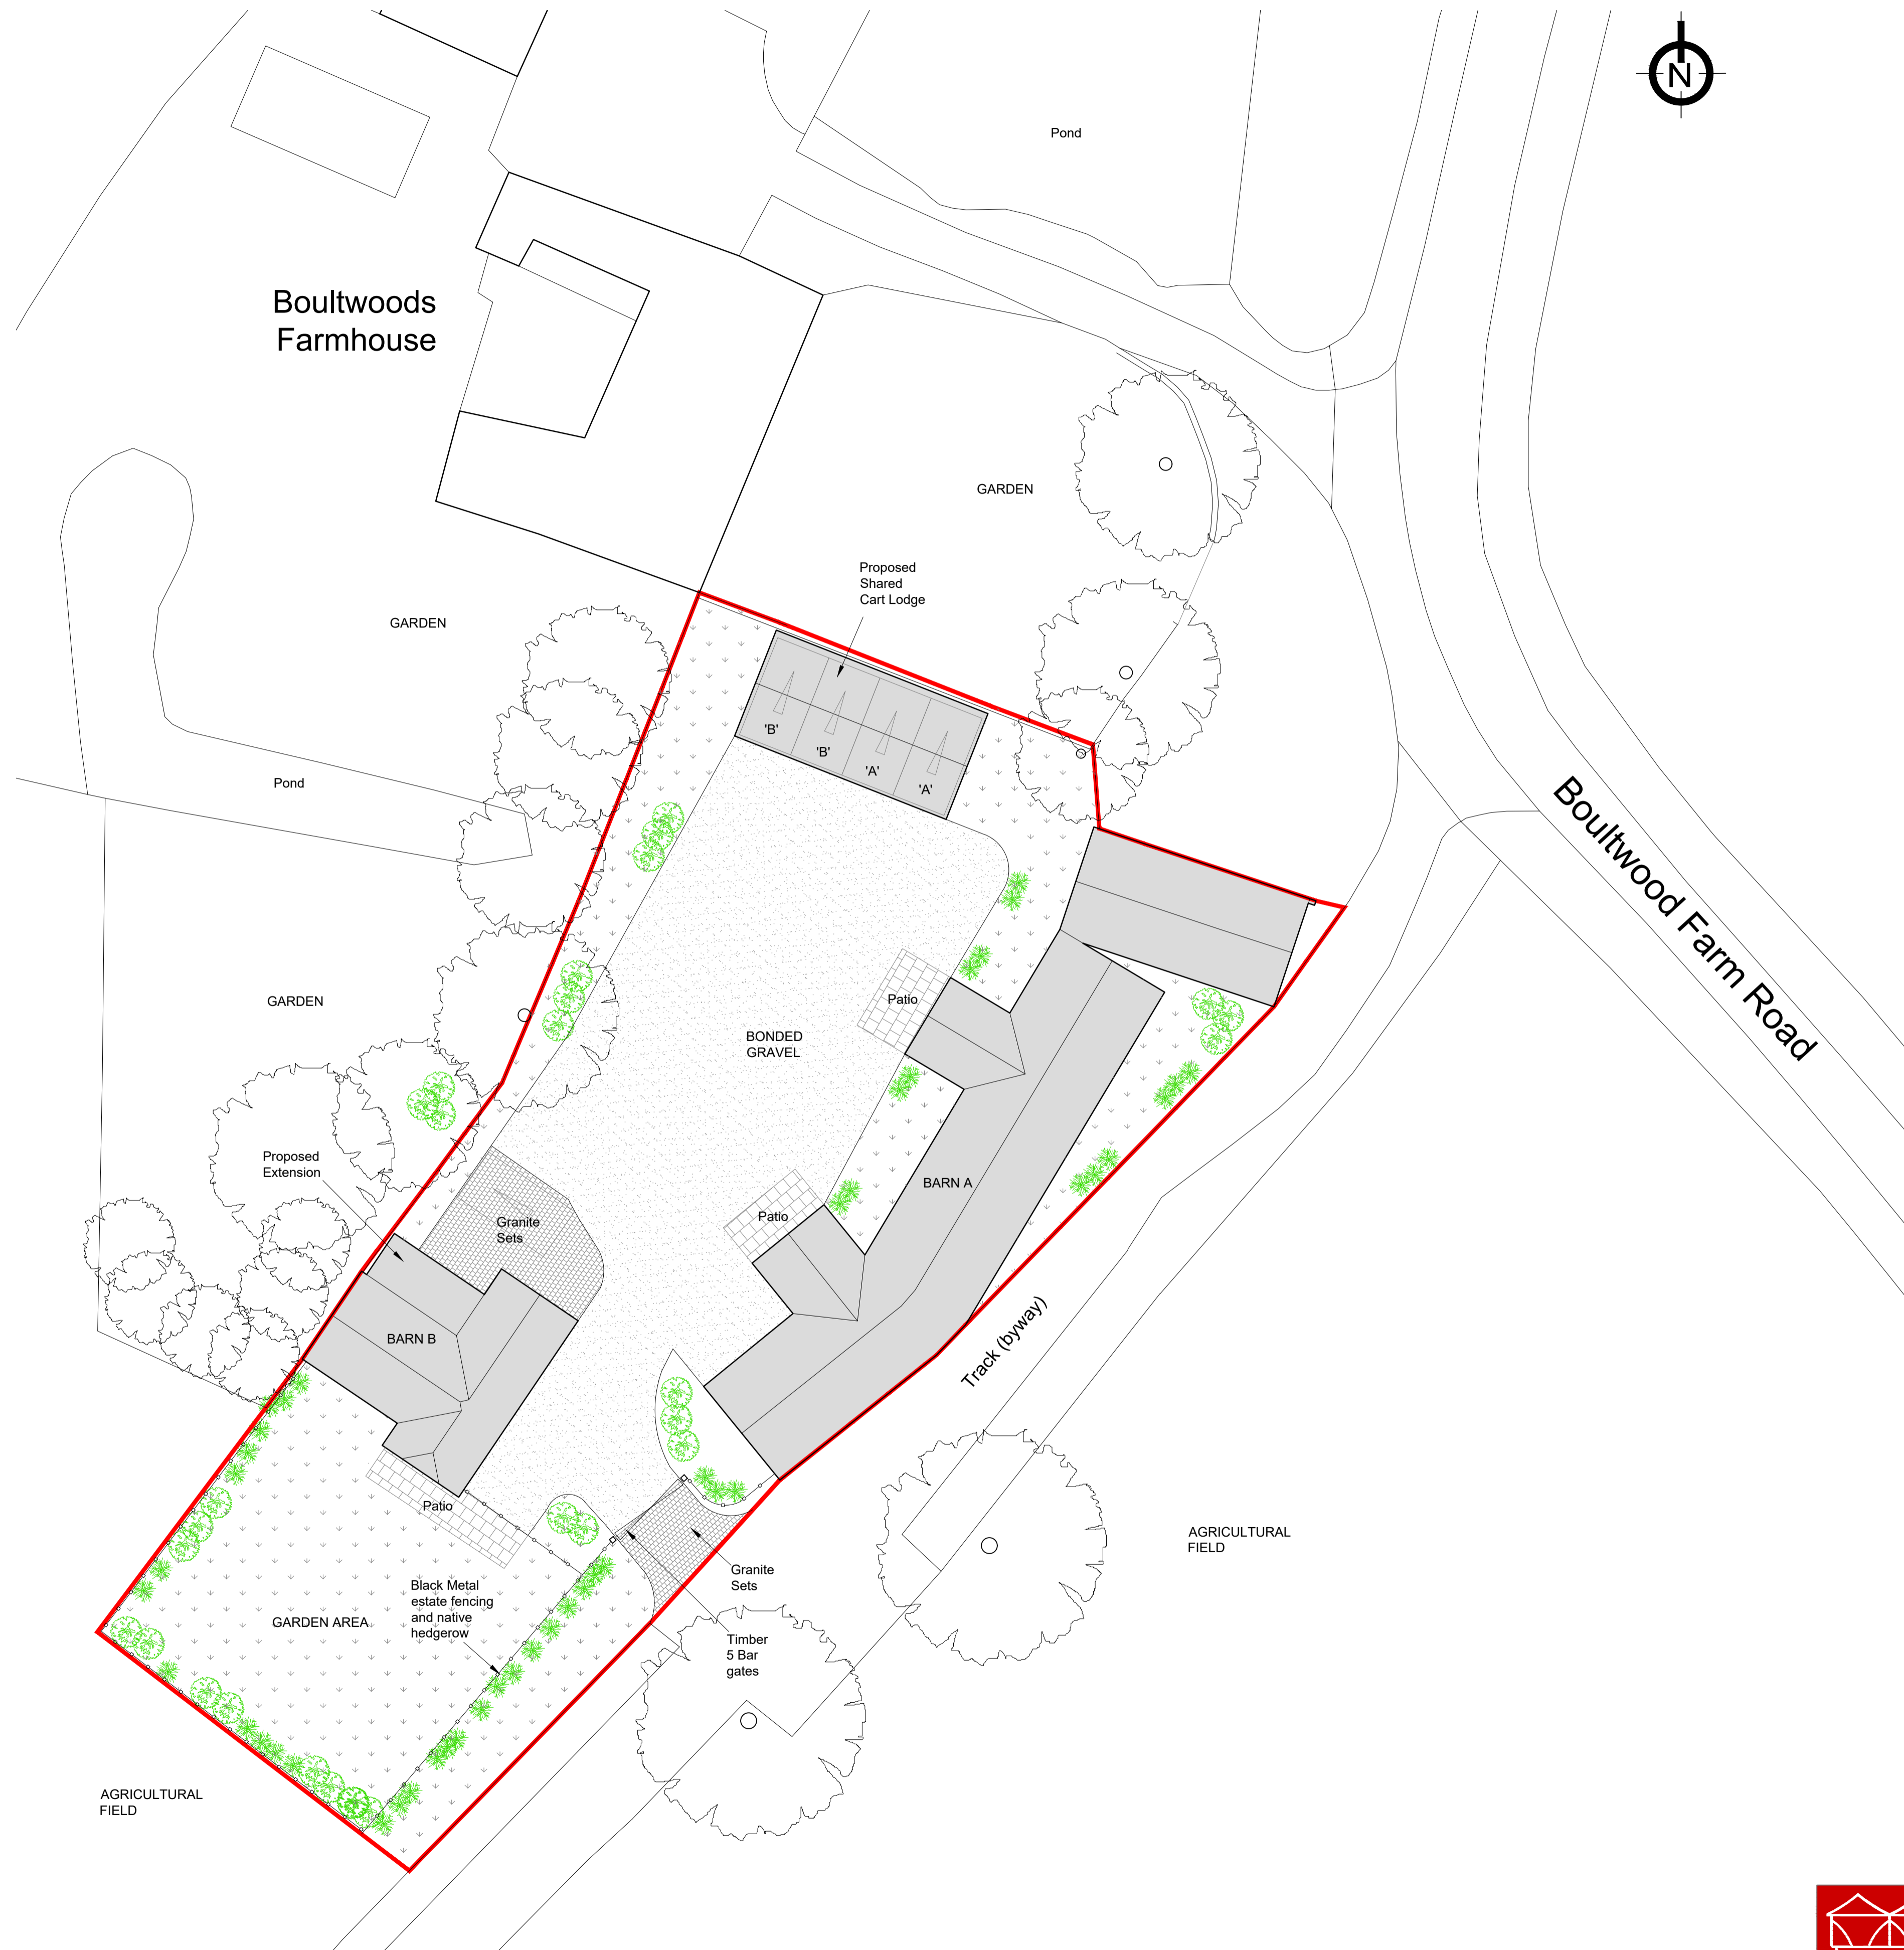 N
Pond
Boultwoods
Farmhouse
GARDEN
Proposed
Shared
Cart Lodge
GARDEN
'B'
'B'
'A'
'A'
Pond
Boultwood Farm Road
Patio
GARDEN
BONDED
GRAVEL
Proposed
Extension
BARN A
Patio
Granite
Sets
BARN B
Track (byway)
Patio
AGRICULTURAL
FIELD
Granite
Sets
Black Metal
estate fencing
and native
hedgerow
GARDEN AREA
Timber
5 Bar
gates
AGRICULTURAL
FIELD